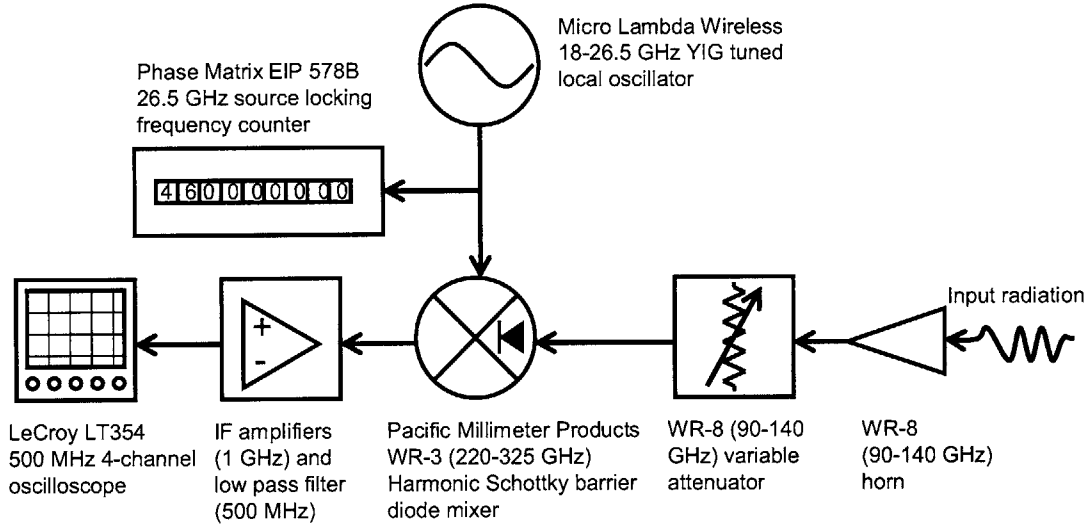 Micro Lambda Wireless
18-26.5 GHz YIG tuned
local oscillator
Phase Matrix EIP 578B
26.5 GHz source locking
frequency counter
460000000
Input radiation
+
-
LeCroy LT354
500 MHz 4-channel
oscilloscope
IF amplifiers
(1 GHz) and
low pass filter
(500 MHz)
Pacific Millimeter Products
WR-3 (220-325 GHz)
Harmonic Schottky barrier
diode mixer
WR-8 (90-140
GHz) variable
attenuator
WR-8
(90-140 GHz)
horn